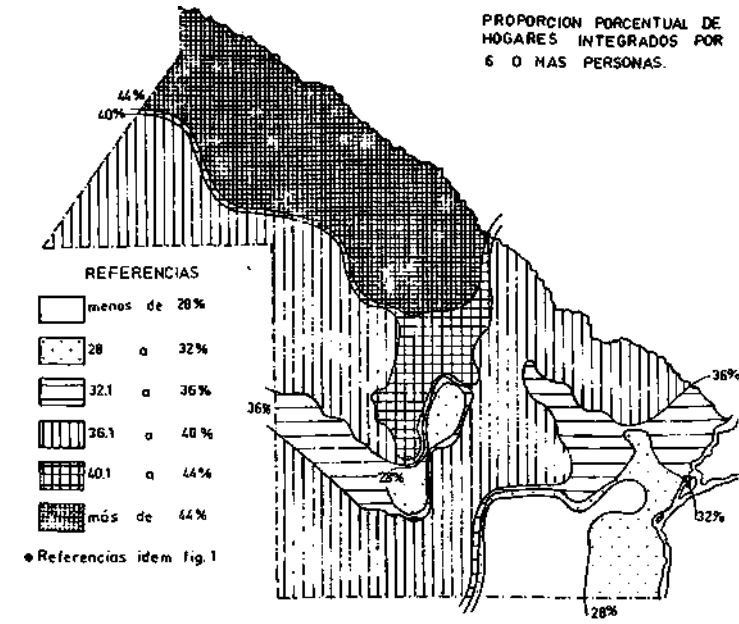 PROPORCION PORCENTUAL DE
HOGARES INTEGRADOS POR
6 O MAS PERSONAS.
44%
40%
REFERENCIAS
menos de 28%
28 a 32%
32.1 a 36%
36.1 a 40%
40.1 a 44%
más de 44%
Referencias idem fig. 1
36%
36%
28%
32%
28%